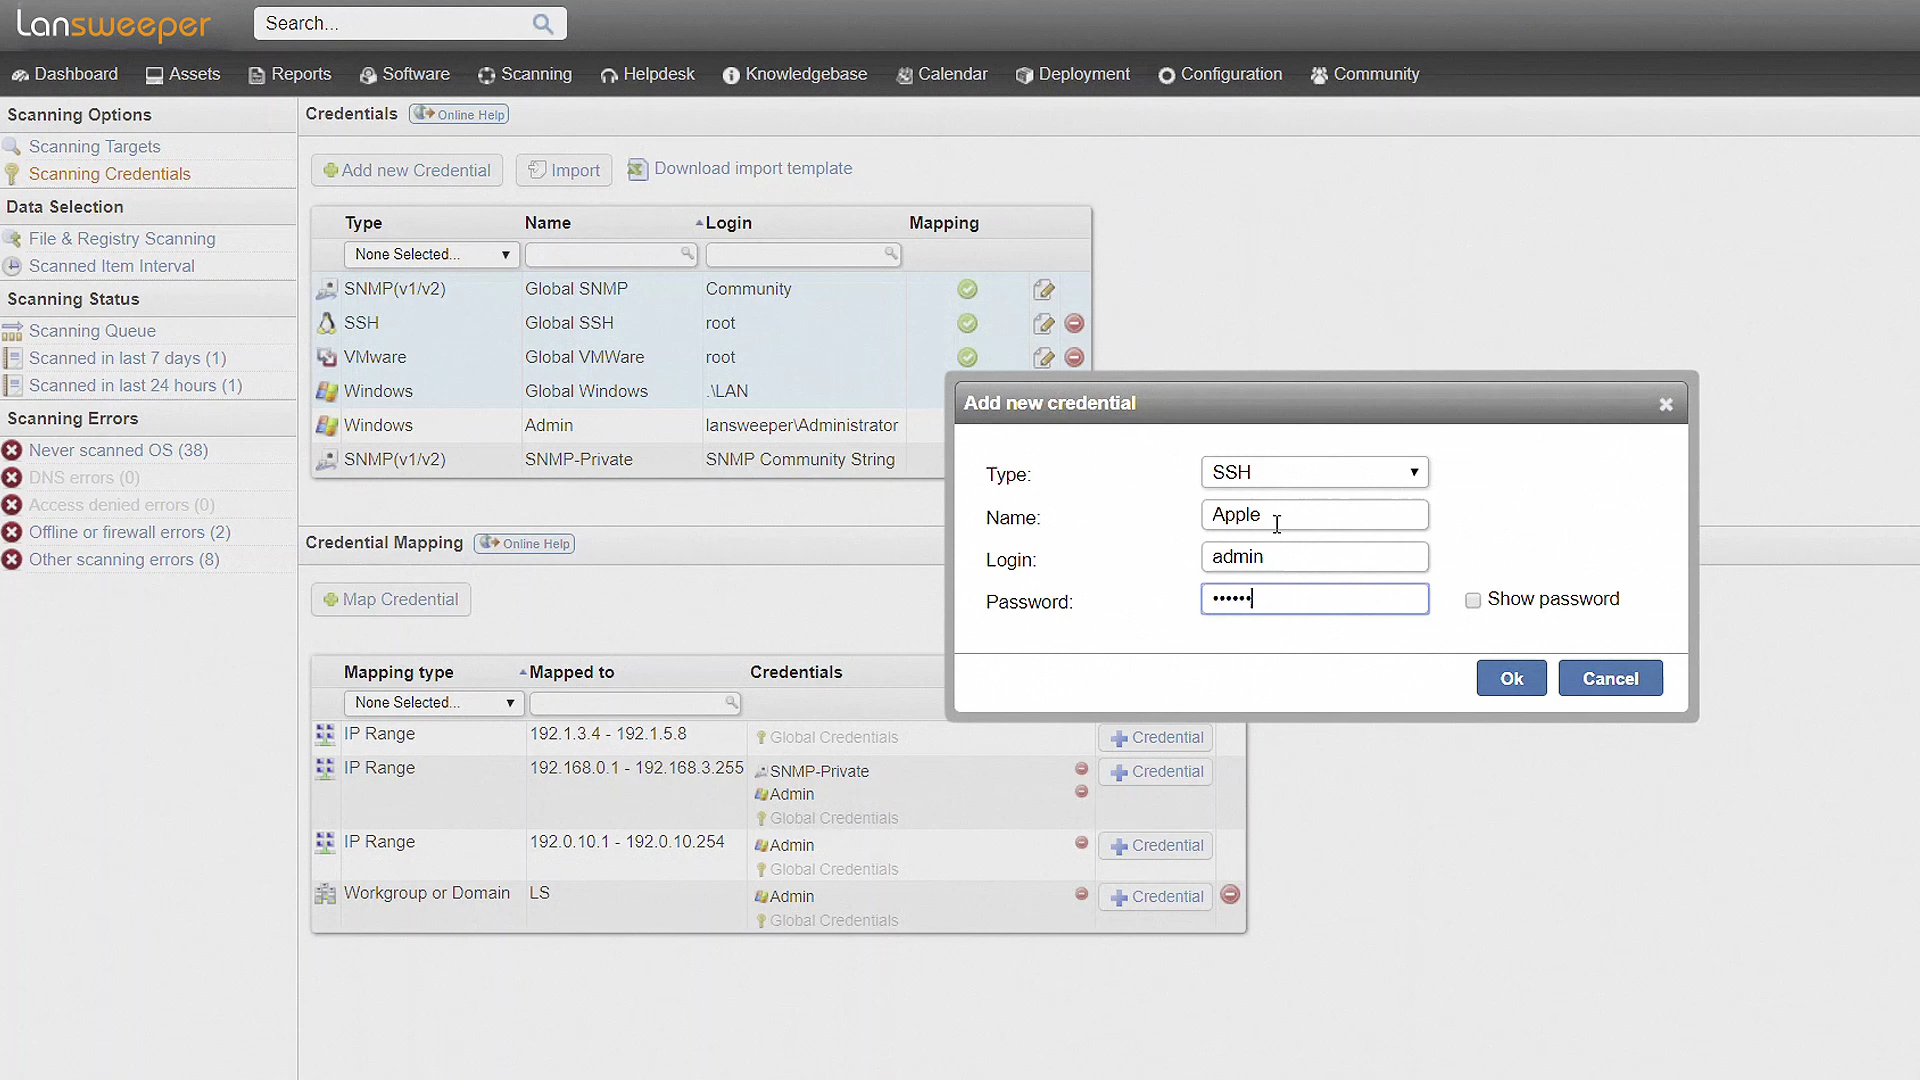 Lansweeper
Search...
Dashboard Assets Reports Software Scanning Helpdesk Knowledgebase Calendar Deployment Configuration Community
Scanning Options
Scanning Targets
Scanning Credentials
Data Selection
File & Registry Scanning
Scanned Item Interval
Scanning Status
Scanning Queue
Scanned in last 7 days (1)
Scanned in last 24 hours (1)
Scanning Errors
Never scanned OS (38)
DNS errors (0)
Access denied errors (0)
Offline or firewall errors (2)
Other scanning errors (8)
Credentials Online Help
Add new Credential Import Download import template
Type Name Login Mapping
None Selected...
SNMP(v1/v2) Global SNMP Community
SSH Global SSH root
VMware Global VMWare root
Windows Global Windows .\LAN
Windows Admin lansweeper\Administrator
SNMP(v1/v2) SNMP-Private SNMP Community String
Credential Mapping Online Help
Map Credential
Mapping type Mapped to Credentials
None Selected...
IP Range 192.1.3.4 - 192.1.5.8 Global Credentials Credential
IP Range 192.168.0.1 - 192.168.3.255 SNMP-Private Credential
Admin
Global Credentials
IP Range 192.0.10.1 - 192.0.10.254 Admin Credential
Global Credentials
Workgroup or Domain LS Admin Credential
Global Credentials
Add new credential
Type: SSH
Name: Apple
Login: admin
Password: •••••• Show password
Ok Cancel